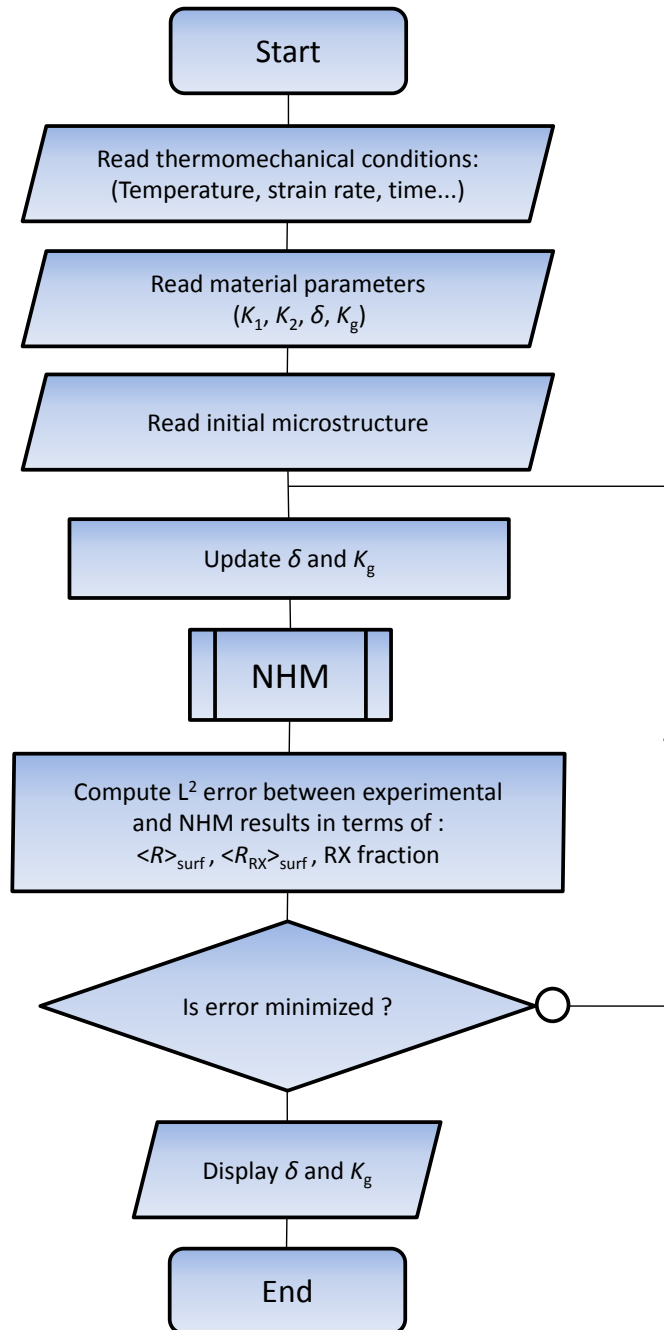 Start
Read thermomechanical conditions:
(Temperature, strain rate, time...)
Read material parameters
(K₁, K₂, δ, Kg)
Read initial microstructure
Update δ and Kg
NHM
Compute L² error between experimental
and NHM results in terms of :
<R>surf , <RRX>surf , RX fraction
Is error minimized ?
Display δ and Kg
End